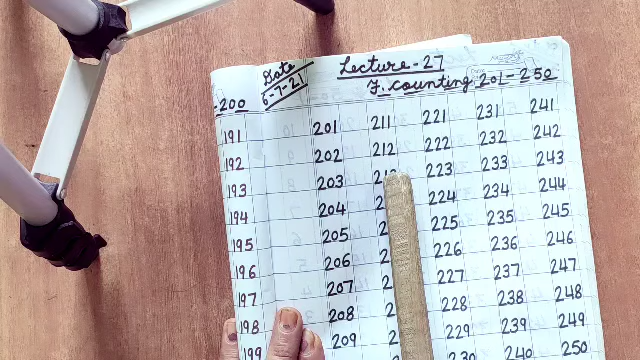 Date
6-7-21
Lecture-27
F. counting 201-250
-200
191 201 211 221 231 241
192 202 212 222 232 242
193 203 223 233 243
194 204 224 234 244
195 205 225 235 245
196 206 226 236 246
197 207 227 237 247
198 208 228 238 248
199 209 229 239 249
230 240 250